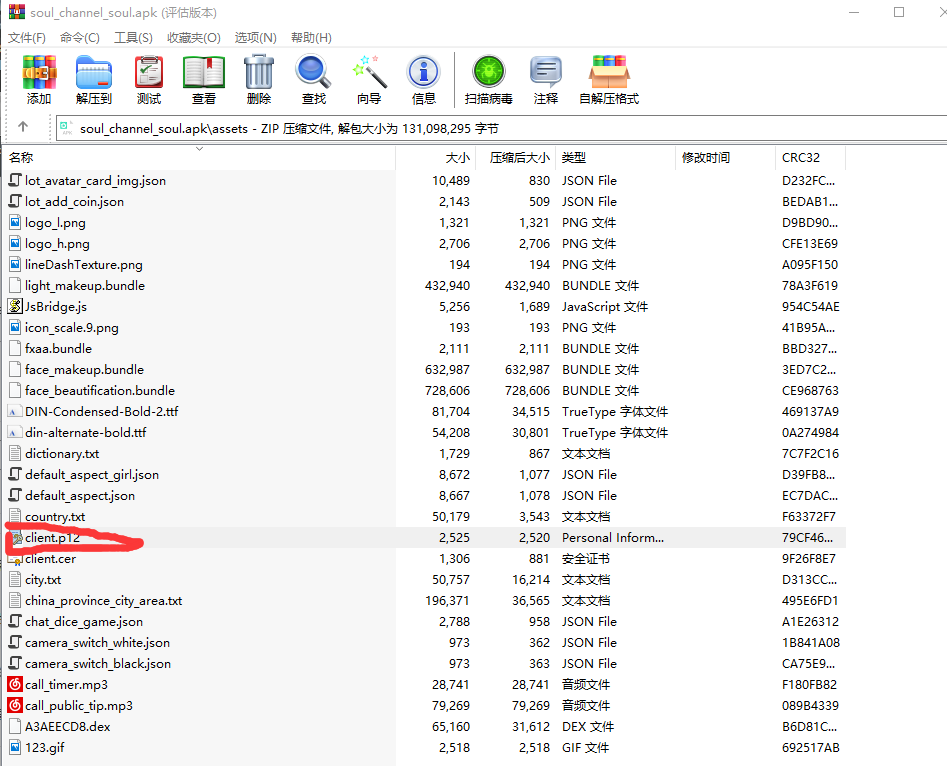 soul_channel_soul.apk (评估版本)
文件(F) 命令(C) 工具(S) 收藏夹(O) 选项(N) 帮助(H)
添加 解压到 测试 查看 删除 查找 向导 信息 扫描病毒 注释 自解压格式
soul_channel_soul.apk\assets - ZIP 压缩文件, 解包大小为 131,098,295 字节
名称 大小 压缩后大小 类型 修改时间 CRC32
lot_avatar_card_img.json 10,489 830 JSON File D232FC...
lot_add_coin.json 2,143 509 JSON File BEDAB1...
logo_l.png 1,321 1,321 PNG 文件 D9BD90...
logo_h.png 2,706 2,706 PNG 文件 CFE13E69
lineDashTexture.png 194 194 PNG 文件 A095F150
light_makeup.bundle 432,940 432,940 BUNDLE 文件 78A3F619
JsBridge.js 5,256 1,689 JavaScript 文件 954C54AE
icon_scale.9.png 193 193 PNG 文件 41B95A...
fxaa.bundle 2,111 2,111 BUNDLE 文件 BBD327...
face_makeup.bundle 632,987 632,987 BUNDLE 文件 3ED7C2...
face_beautification.bundle 728,606 728,606 BUNDLE 文件 CE968763
DIN-Condensed-Bold-2.ttf 81,704 34,515 TrueType 字体文件 469137A9
din-alternate-bold.ttf 54,208 30,801 TrueType 字体文件 0A274984
dictionary.txt 1,729 867 文本文档 7C7F2C16
default_aspect_girl.json 8,672 1,077 JSON File D39FB8...
default_aspect.json 8,667 1,078 JSON File EC7DAC...
country.txt 50,179 3,543 文本文档 F63372F7
client.p12 2,525 2,520 Personal Inform... 79CF46...
client.cer 1,306 881 安全证书 9F26F8E7
city.txt 50,757 16,214 文本文档 D313CC...
china_province_city_area.txt 196,371 36,565 文本文档 495E6FD1
chat_dice_game.json 2,788 958 JSON File A1E26312
camera_switch_white.json 973 362 JSON File 1B841A08
camera_switch_black.json 973 363 JSON File CA75E9...
call_timer.mp3 28,741 28,741 音频文件 F180FB82
call_public_tip.mp3 79,269 79,269 音频文件 089B4339
A3AEECD8.dex 65,160 31,612 DEX 文件 B6D81C...
123.gif 2,518 2,518 GIF 文件 692517AB